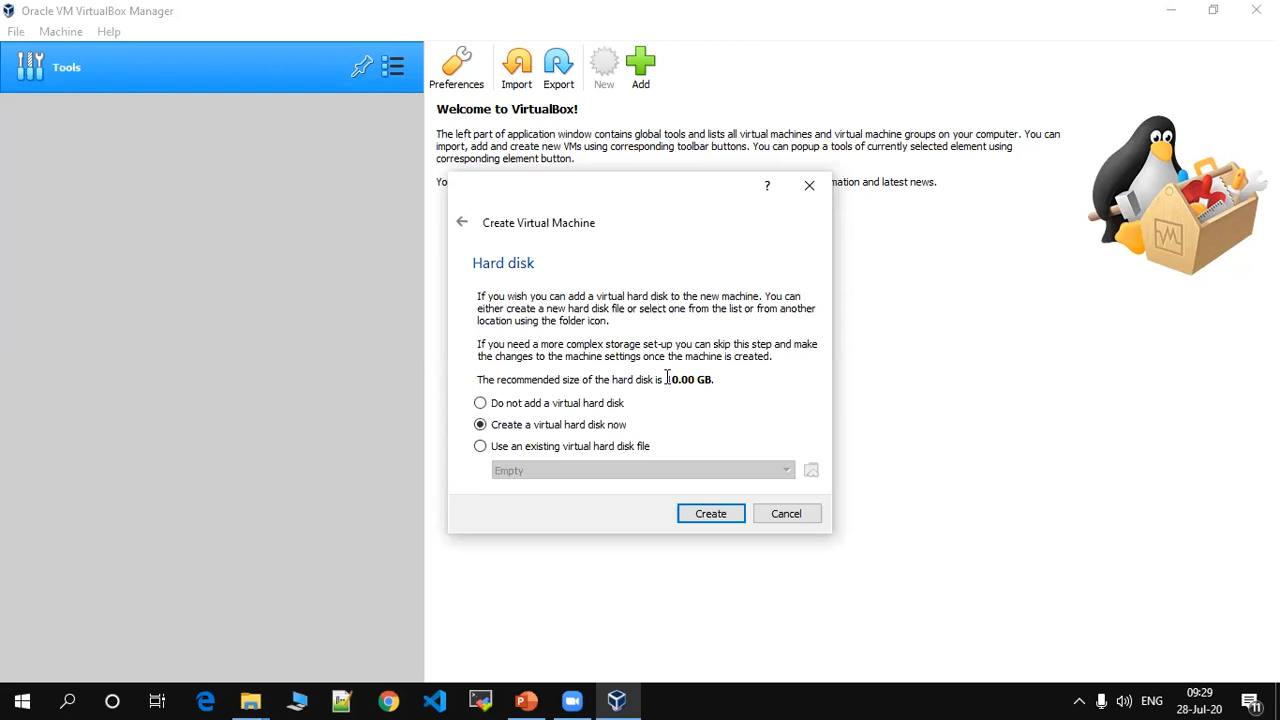 Oracle VM VirtualBox Manager
File Machine Help
Tools
Preferences Import Export New Add
Welcome to VirtualBox!
The left part of application window contains global tools and lists all virtual machines and virtual machine groups on your computer. You can
import, add and create new VMs using corresponding toolbar buttons. You can popup a tools of currently selected element using
corresponding element button.
mation and latest news.
?
Create Virtual Machine
Hard disk
If you wish you can add a virtual hard disk to the new machine. You can
either create a new hard disk file or select one from the list or from another
location using the folder icon.
If you need a more complex storage set-up you can skip this step and make
the changes to the machine settings once the machine is created.
The recommended size of the hard disk is 0.00 GB.
Do not add a virtual hard disk
Create a virtual hard disk now
Use an existing virtual hard disk file
Empty
Create Cancel
ENG
09:29
28-Jul-20
11